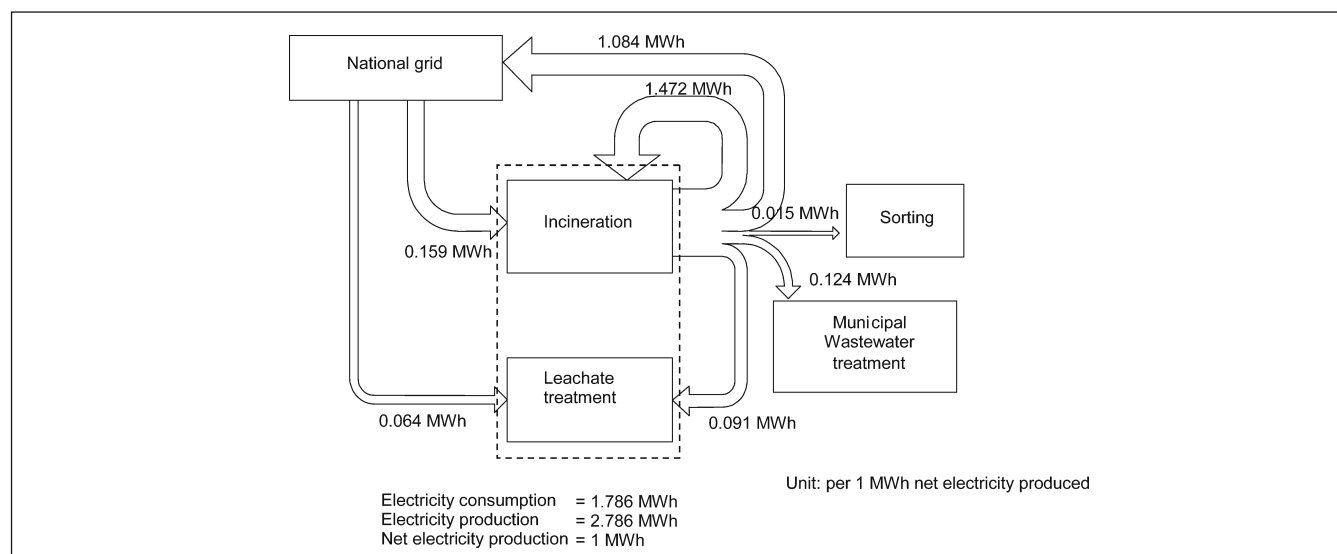 1.084 MWh
National grid
1.472 MWh
0.015 MWh
Sorting
Incineration
0.159 MWh
0.124 MWh
Municipal
Wastewater
treatment
Leachate
treatment
0.064 MWh
0.091 MWh
Unit: per 1 MWh net electricity produced
Electricity consumption = 1.786 MWh
Electricity production = 2.786 MWh
Net electricity production = 1 MWh